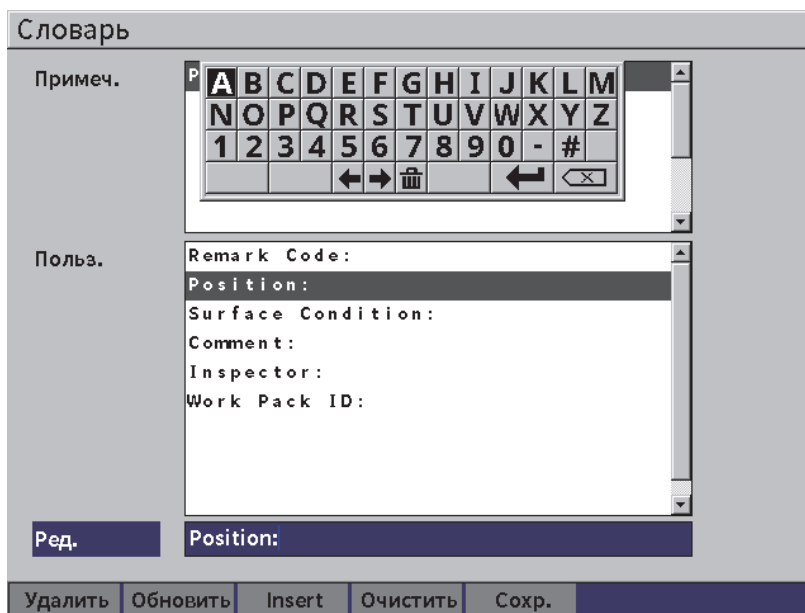 Словарь
Примеч.
P
A B C D E F G H I J K L M
N O P Q R S T U V W X Y Z
1 2 3 4 5 6 7 8 9 0 - #
Польз.
Remark Code:
Position:
Surface Condition:
Comment:
Inspector:
Work Pack ID:
Ред.
Position:
Удалить Обновить Insert Очистить Сохр.